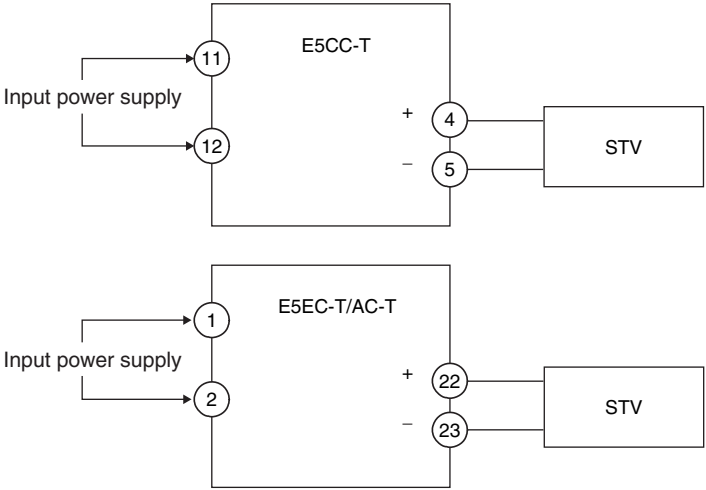 E5CC-T
11
Input power supply
12
+
4
−
5
STV
E5EC-T/AC-T
1
Input power supply
2
+
22
−
23
STV